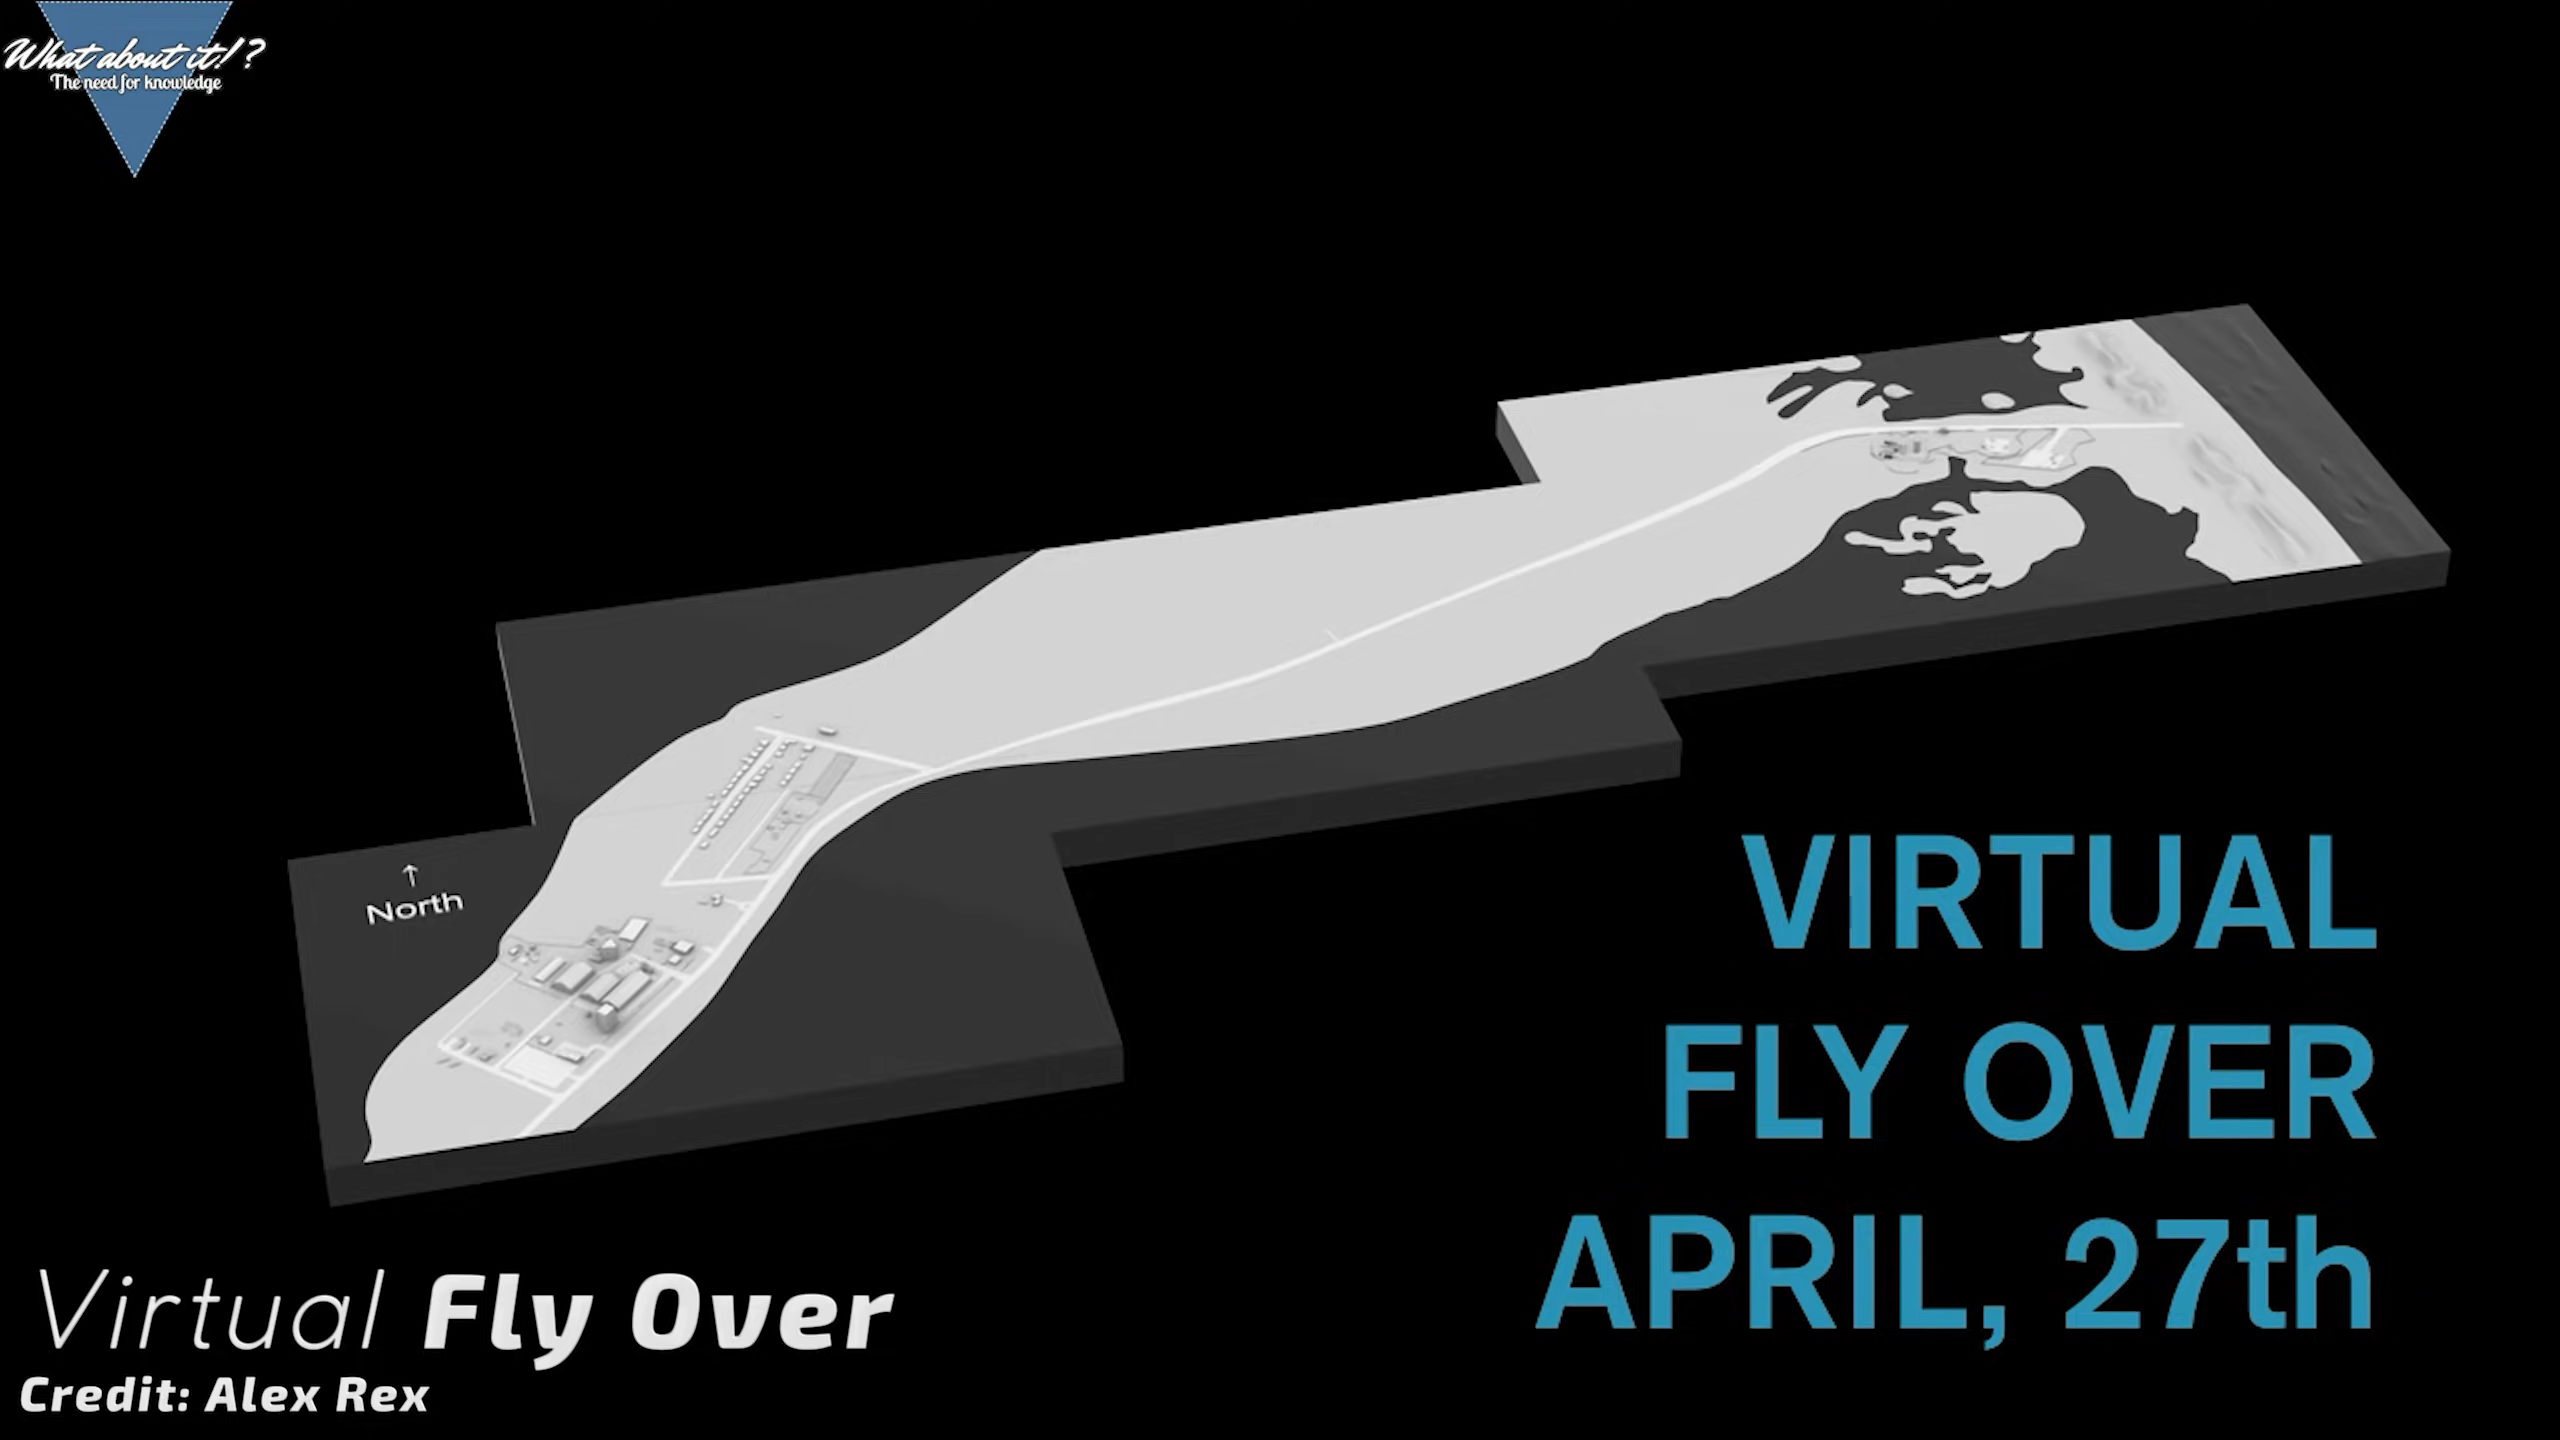 What about it!?
The need for knowledge
↑
North
VIRTUAL
FLY OVER
APRIL, 27th
Virtual Fly Over
Credit: Alex Rex